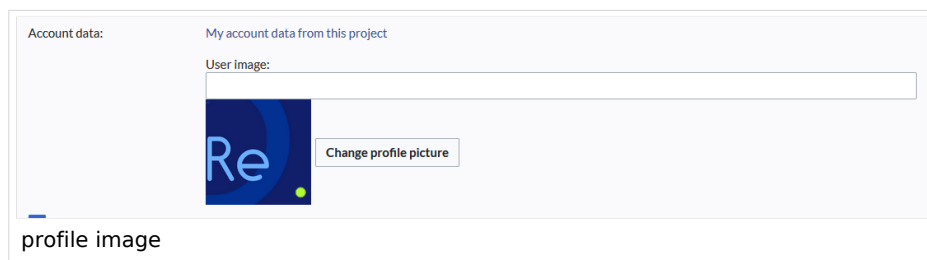 Account data:
My account data from this project
User image:
Re
Change profile picture
profile image